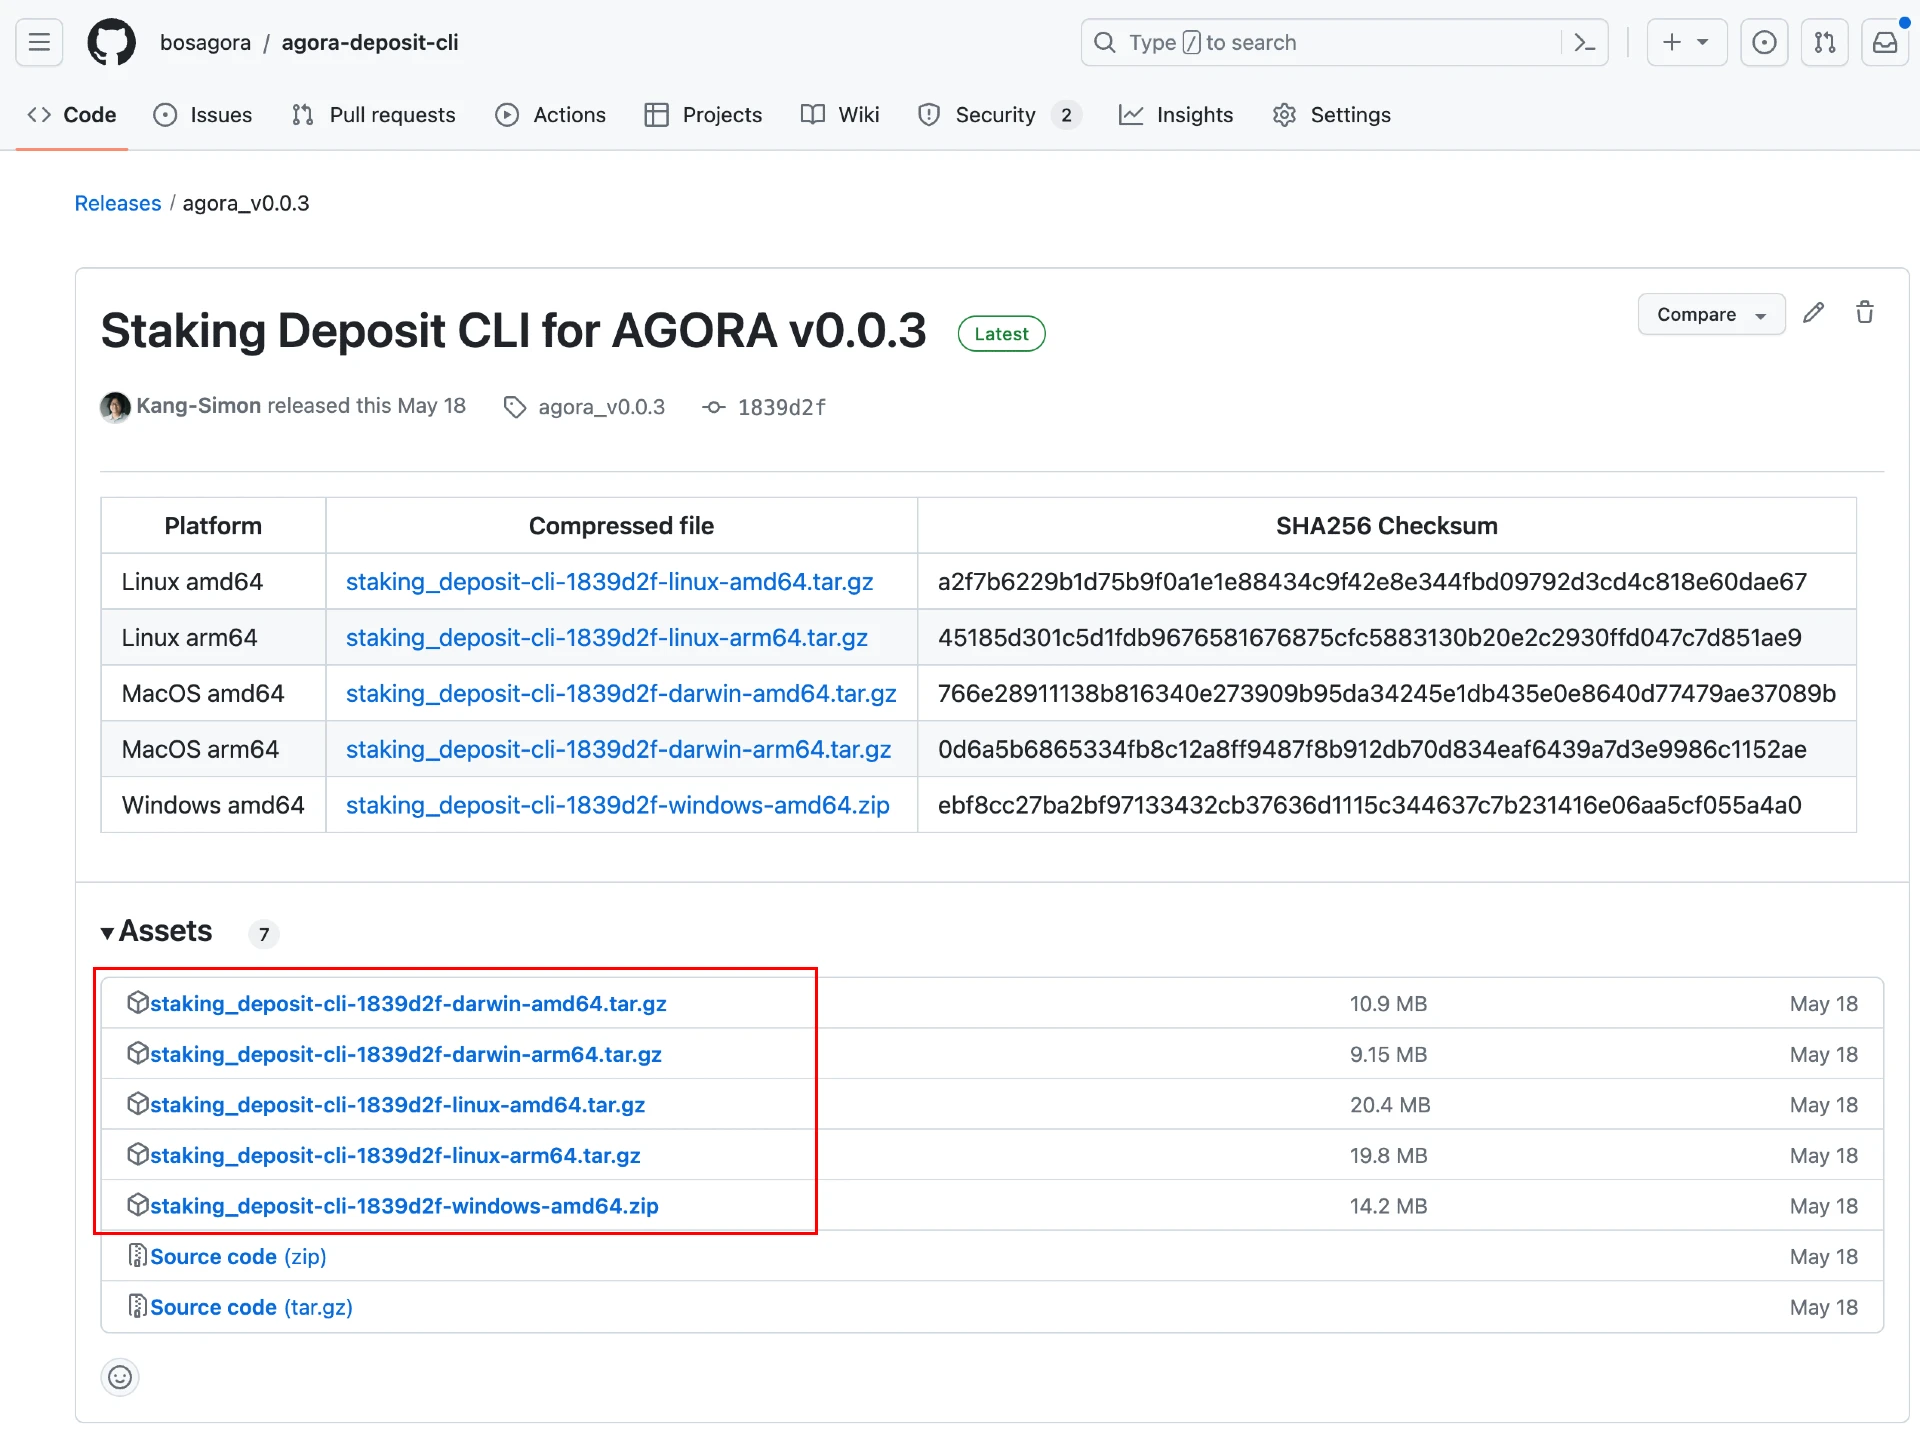 bosagora / agora-deposit-cli
Type / to search
Code Issues Pull requests Actions Projects Wiki Security 2 Insights Settings
Releases / agora_v0.0.3
Staking Deposit CLI for AGORA v0.0.3 Latest
Compare
Kang-Simon released this May 18 agora_v0.0.3 1839d2f
Platform Compressed file SHA256 Checksum
Linux amd64 staking_deposit-cli-1839d2f-linux-amd64.tar.gz a2f7b6229b1d75b9f0a1e1e88434c9f42e8e344fbd09792d3cd4c818e60dae67
Linux arm64 staking_deposit-cli-1839d2f-linux-arm64.tar.gz 45185d301c5d1fdb9676581676875cfc5883130b20e2c2930ffd047c7d851ae9
MacOS amd64 staking_deposit-cli-1839d2f-darwin-amd64.tar.gz 766e28911138b816340e273909b95da34245e1db435e0e8640d77479ae37089b
MacOS arm64 staking_deposit-cli-1839d2f-darwin-arm64.tar.gz 0d6a5b6865334fb8c12a8ff9487f8b912db70d834eaf6439a7d3e9986c1152ae
Windows amd64 staking_deposit-cli-1839d2f-windows-amd64.zip ebf8cc27ba2bf97133432cb37636d1115c344637c7b231416e06aa5cf055a4a0
Assets 7
staking_deposit-cli-1839d2f-darwin-amd64.tar.gz 10.9 MB May 18
staking_deposit-cli-1839d2f-darwin-arm64.tar.gz 9.15 MB May 18
staking_deposit-cli-1839d2f-linux-amd64.tar.gz 20.4 MB May 18
staking_deposit-cli-1839d2f-linux-arm64.tar.gz 19.8 MB May 18
staking_deposit-cli-1839d2f-windows-amd64.zip 14.2 MB May 18
Source code (zip) May 18
Source code (tar.gz) May 18